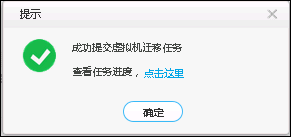 提示
成功提交虚拟机迁移任务
查看任务进度，点击这里
确定